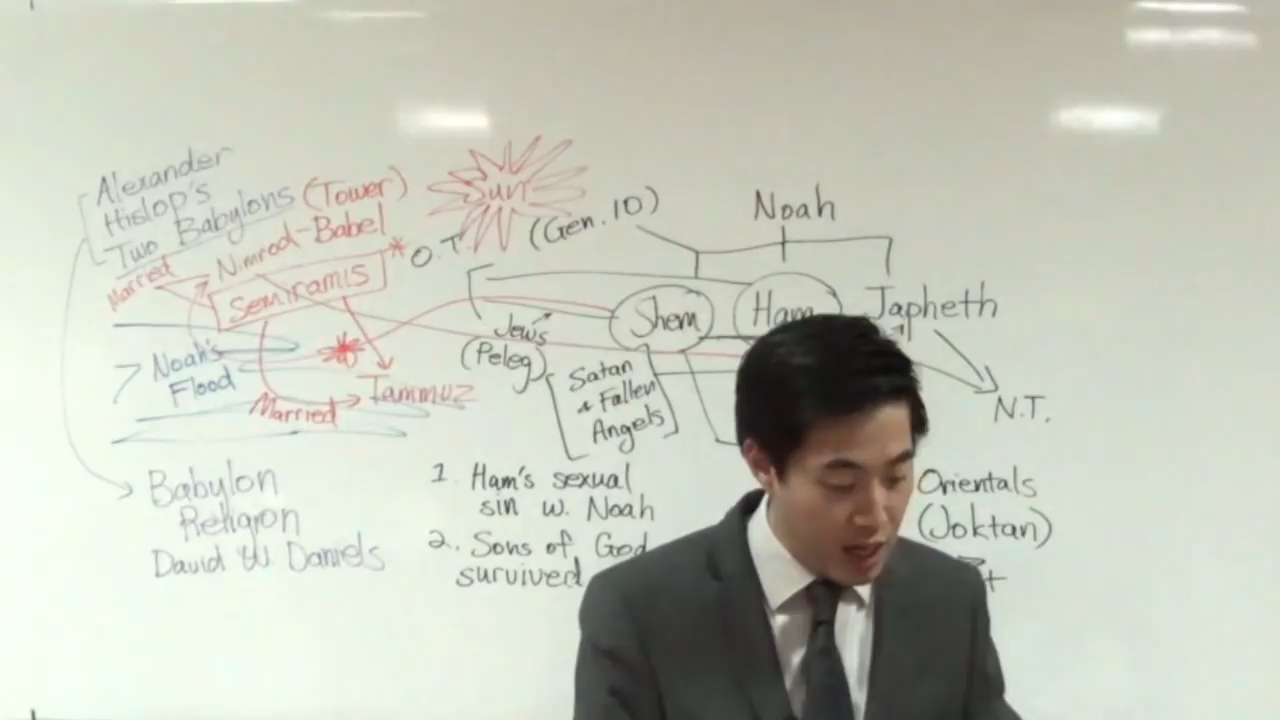 Alexander
Hislop's
Two Babylons (Tower)
Nimrod-Babel
Married
Semiramis *
O.T.
Sun
(Gen. 10)
Noah
Shem
Ham
Japheth
Jews
(Peleg)
Satan
& Fallen
Angels
N.T.
Noah's
Flood
Tammuz
Married
Babylon
Religion
David W. Daniels
1. Ham's sexual
sin w. Noah
2. Sons of God
survived
Orientals
(Joktan)